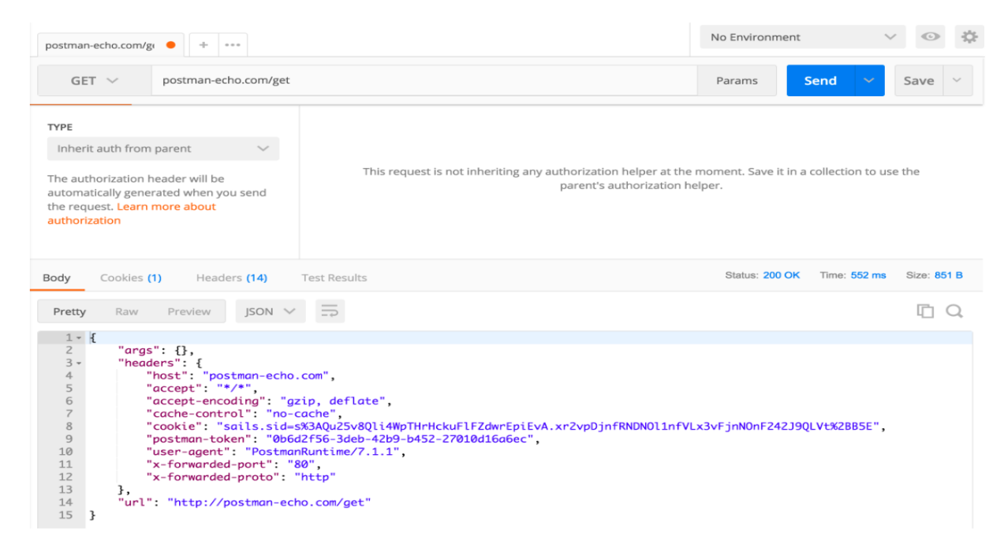 postman-echo.com/ge
+
•••
No Environment
GET
postman-echo.com/get
Params
Send
Save
TYPE
Inherit auth from parent
The authorization header will be
automatically generated when you send
the request. Learn more about
authorization
This request is not inheriting any authorization helper at the moment. Save it in a collection to use the
parent's authorization helper.
Body Cookies (1) Headers (14) Test Results
Status: 200 OK Time: 552 ms Size: 851 B
Pretty Raw Preview JSON
1 {
2 "args": {},
3 "headers": {
4 "host": "postman-echo.com",
5 "accept": "*/*",
6 "accept-encoding": "gzip, deflate",
7 "cache-control": "no-cache",
8 "cookie": "sails.sid=s%3AQu25v8Qli4WpTHrHckuFlFZdwrEpiEvA.xr2vpDjnfRNDNOl1nfVLx3vFjnNOnF242J9QLVt%2BB5E",
9 "postman-token": "0b6d2f56-3deb-42b9-b452-27010d16a6ec",
10 "user-agent": "PostmanRuntime/7.1.1",
11 "x-forwarded-port": "80",
12 "x-forwarded-proto": "http"
13 },
14 "url": "http://postman-echo.com/get"
15 }